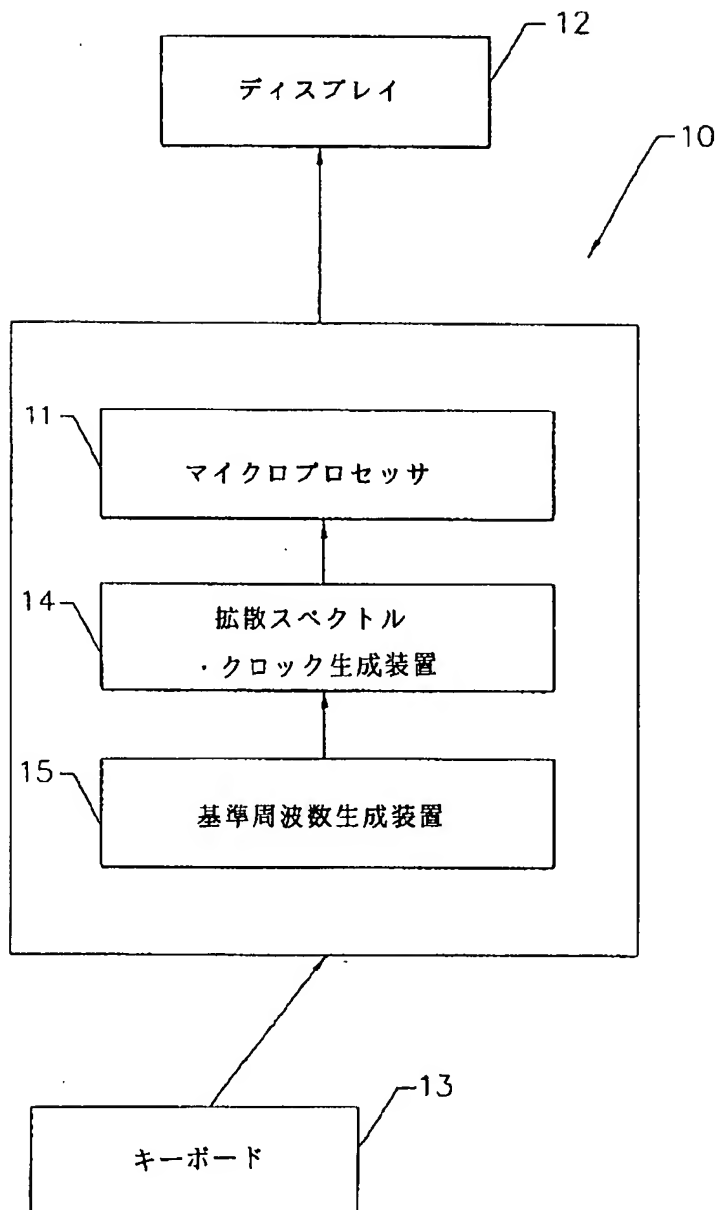 12
ディスプレイ
10
11
マイクロプロセッサ
14
拡散スペクトル
・クロック生成装置
15
基準周波数生成装置
13
キーボード